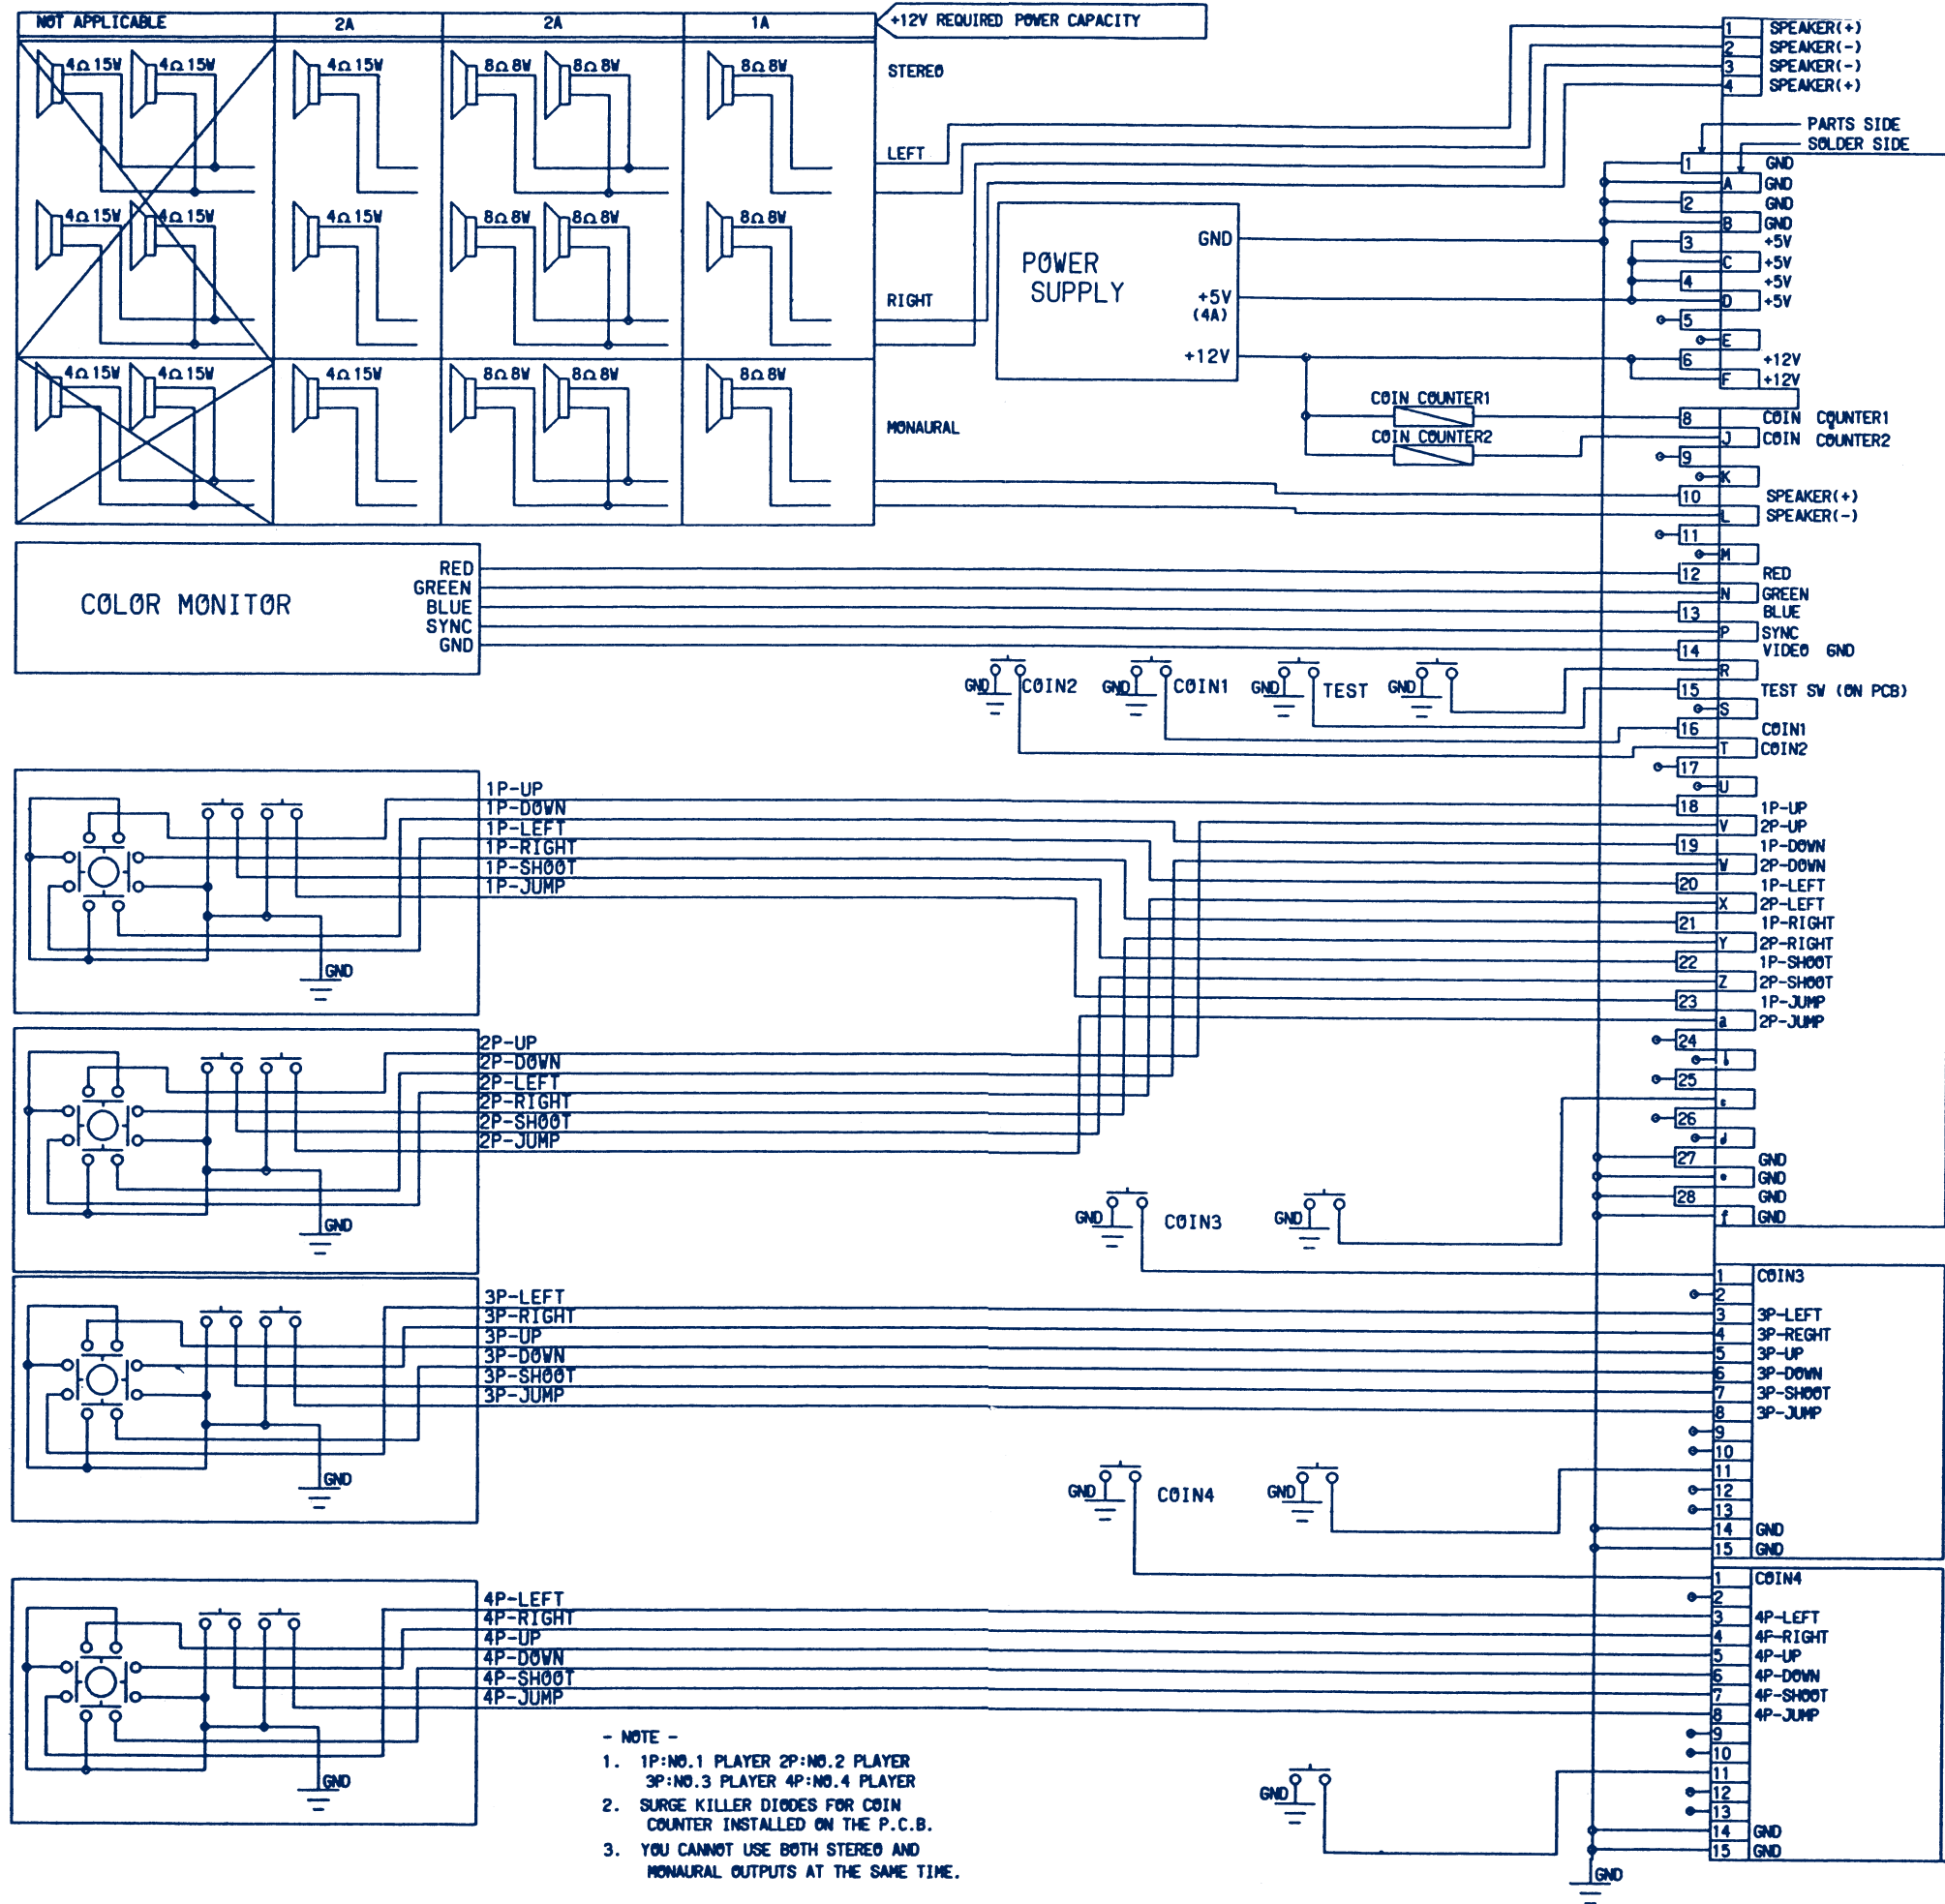 NOT APPLICABLE 2A 2A 1A +12V REQUIRED POWER CAPACITY
4Ω 15W 4Ω 15W 4Ω 15W 8Ω 8W 8Ω 8W 8Ω 8W STEREO
LEFT
4Ω 15W 4Ω 15W 4Ω 15W 8Ω 8W 8Ω 8W 8Ω 8W
RIGHT
4Ω 15W 4Ω 15W 4Ω 15W 8Ω 8W 8Ω 8W 8Ω 8W
MONAURAL
POWER
SUPPLY
GND
+5V
(4A)
+12V
COIN COUNTER1
COIN COUNTER2
1 SPEAKER(+)
2 SPEAKER(-)
3 SPEAKER(-)
4 SPEAKER(+)
PARTS SIDE
SOLDER SIDE
1 GND
A GND
2 GND
B GND
3 +5V
C +5V
4 +5V
D +5V
5
E
6 +12V
F +12V
8 COIN COUNTER1
J COIN COUNTER2
9
K
10 SPEAKER(+)
L SPEAKER(-)
11
M
12 RED
N GREEN
13 BLUE
P SYNC
14 VIDEO GND
R
15 TEST SW (ON PCB)
S
16 COIN1
T COIN2
17
U
18 1P-UP
V 2P-UP
19 1P-DOWN
W 2P-DOWN
20 1P-LEFT
X 2P-LEFT
21 1P-RIGHT
Y 2P-RIGHT
22 1P-SHOOT
Z 2P-SHOOT
23 1P-JUMP
a 2P-JUMP
24
25
26
d
27 GND
e GND
28 GND
f GND
COLOR MONITOR
RED
GREEN
BLUE
SYNC
GND
GND COIN2 GND COIN1 GND TEST GND
1P-UP
1P-DOWN
1P-LEFT
1P-RIGHT
1P-SHOOT
1P-JUMP
GND
2P-UP
2P-DOWN
2P-LEFT
2P-RIGHT
2P-SHOOT
2P-JUMP
GND
GND COIN3 GND
3P-LEFT
3P-RIGHT
3P-UP
3P-DOWN
3P-SHOOT
3P-JUMP
GND
1 COIN3
2
3 3P-LEFT
4 3P-REGHT
5 3P-UP
6 3P-DOWN
7 3P-SHOOT
8 3P-JUMP
9
10
11
12
13
14 GND
15 GND
GND COIN4 GND
4P-LEFT
4P-RIGHT
4P-UP
4P-DOWN
4P-SHOOT
4P-JUMP
GND
1 COIN4
2
3 4P-LEFT
4 4P-RIGHT
5 4P-UP
6 4P-DOWN
7 4P-SHOOT
8 4P-JUMP
9
10
11
12
13
14 GND
15 GND
GND
GND
- NOTE -
1. 1P:NO.1 PLAYER 2P:NO.2 PLAYER
3P:NO.3 PLAYER 4P:NO.4 PLAYER
2. SURGE KILLER DIODES FOR COIN
COUNTER INSTALLED ON THE P.C.B.
3. YOU CANNOT USE BOTH STEREO AND
MONAURAL OUTPUTS AT THE SAME TIME.